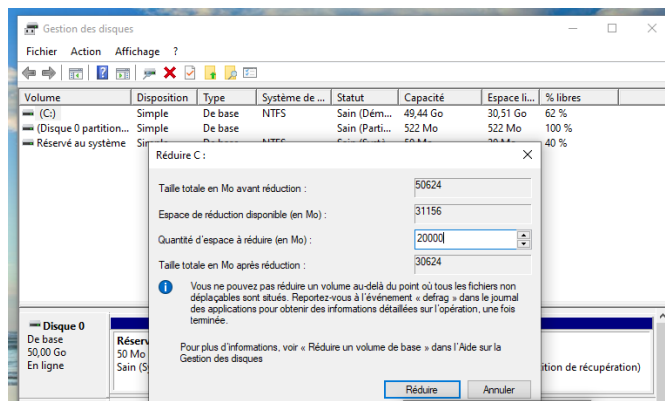 Gestion des disques
Fichier Action Affichage ?
Volume Disposition Type Système de ... Statut Capacité Espace li... % libres
(C:) Simple De base NTFS Sain (Dém... 49,44 Go 30,51 Go 62 %
(Disque 0 partition... Simple De base Sain (Parti... 522 Mo 522 Mo 100 %
Réservé au système 40 %
Réduire C :
Taille totale en Mo avant réduction : 50624
Espace de réduction disponible (en Mo) : 31156
Quantité d'espace à réduire (en Mo) : 20000
Taille totale en Mo après réduction : 30624
Vous ne pouvez pas réduire un volume au-delà du point où tous les fichiers non
déplaçables sont situés. Reportez-vous à l'événement « defrag » dans le journal
des applications pour obtenir des informations détaillées sur l'opération, une fois
terminée.
Pour plus d'informations, voir « Réduire un volume de base » dans l'Aide sur la
Gestion des disques
Réduire Annuler
Disque 0
De base
50,00 Go
En ligne
Réserv
50 Mo
Sain (S
ition de récupération)